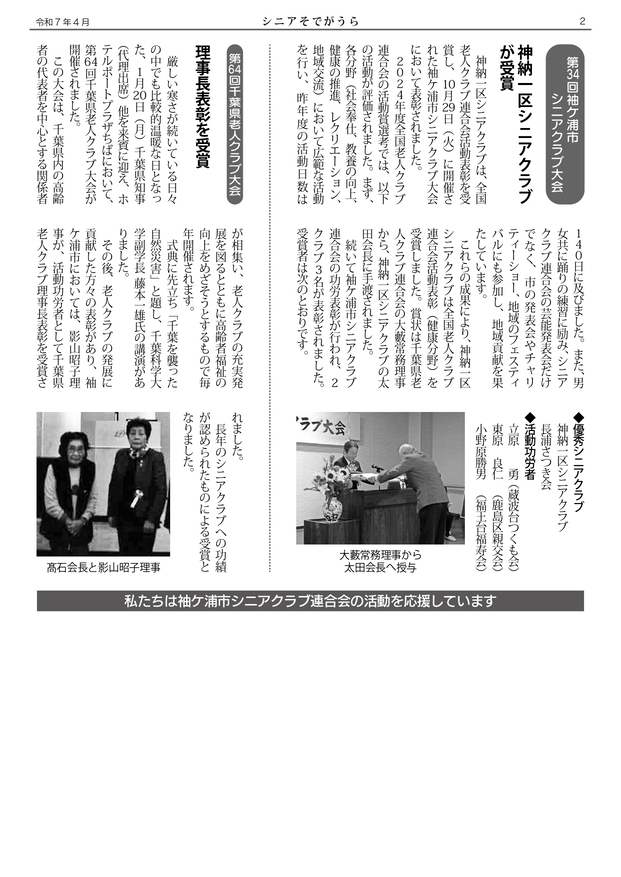 令和７年４月
シニアそでがうら
2
第34回袖ケ浦市
シニアクラブ大会
神納一区シニアクラブ
が受賞
神納一区シニアクラブは、全国
老人クラブ連合会活動表彰を受
賞し、10月29日（火）に開催さ
れた袖ケ浦市シニアクラブ大会
において表彰されました。
２０２４年度全国老人クラブ
連合会の活動賞選考では、以下
の活動が評価されました。まず、
各分野（社会奉仕、教養の向上、
健康の推進、レクリエーション、
地域交流）において広範な活動
を行い、昨年度の活動日数は
１４０日に及びました。また、男
女共に踊りの練習に励み、シニア
クラブ連合会の芸能発表会だけ
でなく、市の発表会やチャリ
ティーショー、地域のフェスティ
バルにも参加し、地域貢献を果
たしています。
これらの成果により、神納一区
シニアクラブは全国老人クラブ
連合会活動表彰（健康分野）を
受賞しました。賞状は千葉県老
人クラブ連合会の大藪常務理事
から、神納一区シニアクラブの太
田会長に手渡されました。
続いて袖ケ浦市シニアクラブ
連合会の功労表彰が行われ、２
クラブ３名が表彰されました。
受賞者は次のとおりです。
◆優秀シニアクラブ
神納一区シニアクラブ
長浦さつき会
◆活動功労者
立原　　勇（蔵波台つくも会）
東原　良仁（鹿島区親交会）
小野原勝男　（福王台福寿会）
ラブ大会
大藪常務理事から
太田会長へ授与
第64回千葉県老人クラブ大会
理事長表彰を受賞
厳しい寒さが続いている日々
の中でも比較的温暖な日となっ
た、１月20日（月）千葉県知事
（代理出席）他を来賓に迎え、ホ
テルポートプラザちばにおいて、
第64回千葉県老人クラブ大会が
開催されました。
この大会は、千葉県内の高齢
者の代表者を中心とする関係者
が相集い、老人クラブの充実発
展を図るとともに高齢者福祉の
向上をめざそうとするもので毎
年開催されます。
式典に先立ち「千葉を襲った
自然災害」と題し、千葉科学大
学副学長 藤本一雄氏の講演があ
りました。
その後、老人クラブの発展に
貢献した方々の表彰があり、袖
ケ浦市においては、影山昭子理
事が、活動功労者として千葉県
老人クラブ理事長表彰を受賞さ
れました。
長年のシニアクラブへの功績
が認められたものによる受賞と
なりました。
髙石会長と影山昭子理事
私たちは袖ケ浦市シニアクラブ連合会の活動を応援しています